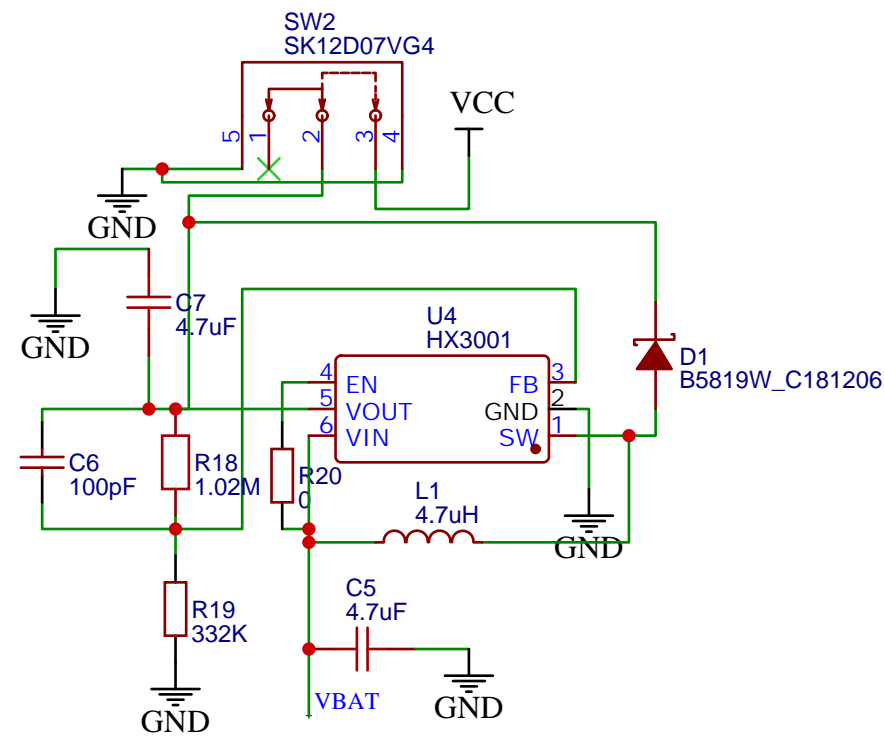 SW2
SK12D07VG4
VCC
5
1
2
3
4
GND
C7
4.7uF
GND
U4
HX3001
4
EN
FB
3
5
VOUT
GND
2
6
VIN
SW
1
D1
B5819W_C181206
C6
100pF
R18
1.02M
R20
0
L1
4.7uH
GND
R19
332K
C5
4.7uF
VBAT
GND
GND